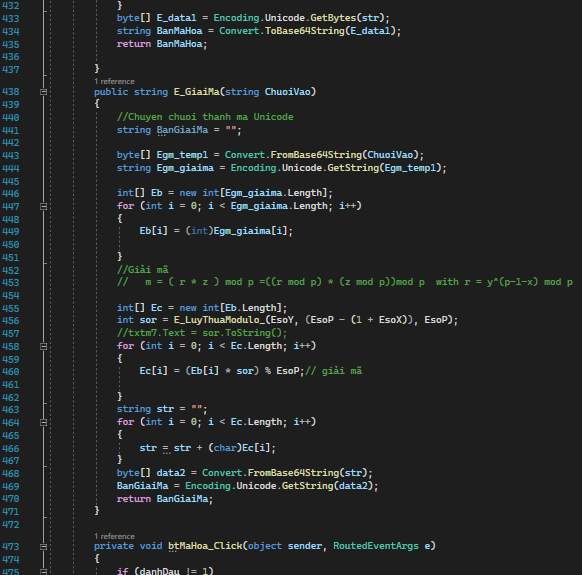 432 }
433 byte[] E_data1 = Encoding.Unicode.GetBytes(str);
434 string BanMaHoa = Convert.ToBase64String(E_data1);
435 return BanMaHoa;
436
437 }
1 reference
438 public string E_GiaiMa(string ChuoiVao)
439 {
440 //Chuyen chuoi thanh ma Unicode
441 string BanGiaiMa = "";
442
443 byte[] Egm_temp1 = Convert.FromBase64String(ChuoiVao);
444 string Egm_giaima = Encoding.Unicode.GetString(Egm_temp1);
445
446 int[] Eb = new int[Egm_giaima.Length];
447 for (int i = 0; i < Egm_giaima.Length; i++)
448 {
449 Eb[i] = (int)Egm_giaima[i];
450
451 }
452 //Giải mã
453 // m = ( r * z ) mod p =((r mod p) * (z mod p))mod p with r = y^(p-1-x) mod p
454
455 int[] Ec = new int[Eb.Length];
456 int sor = E_LuyThuaModulo_(EsoY, (EsoP - (1 + EsoX)), EsoP);
457 //txtm7.Text = sor.ToString();
458 for (int i = 0; i < Ec.Length; i++)
459 {
460 Ec[i] = (Eb[i] * sor) % EsoP;// giải mã
461
462 }
463 string str = "";
464 for (int i = 0; i < Ec.Length; i++)
465 {
466 str = str + (char)Ec[i];
467 }
468 byte[] data2 = Convert.FromBase64String(str);
469 BanGiaiMa = Encoding.Unicode.GetString(data2);
470 return BanGiaiMa;
471 }
472
1 reference
473 private void btMaHoa_Click(object sender, RoutedEventArgs e)
474 {
475 if (danhDau != 1)